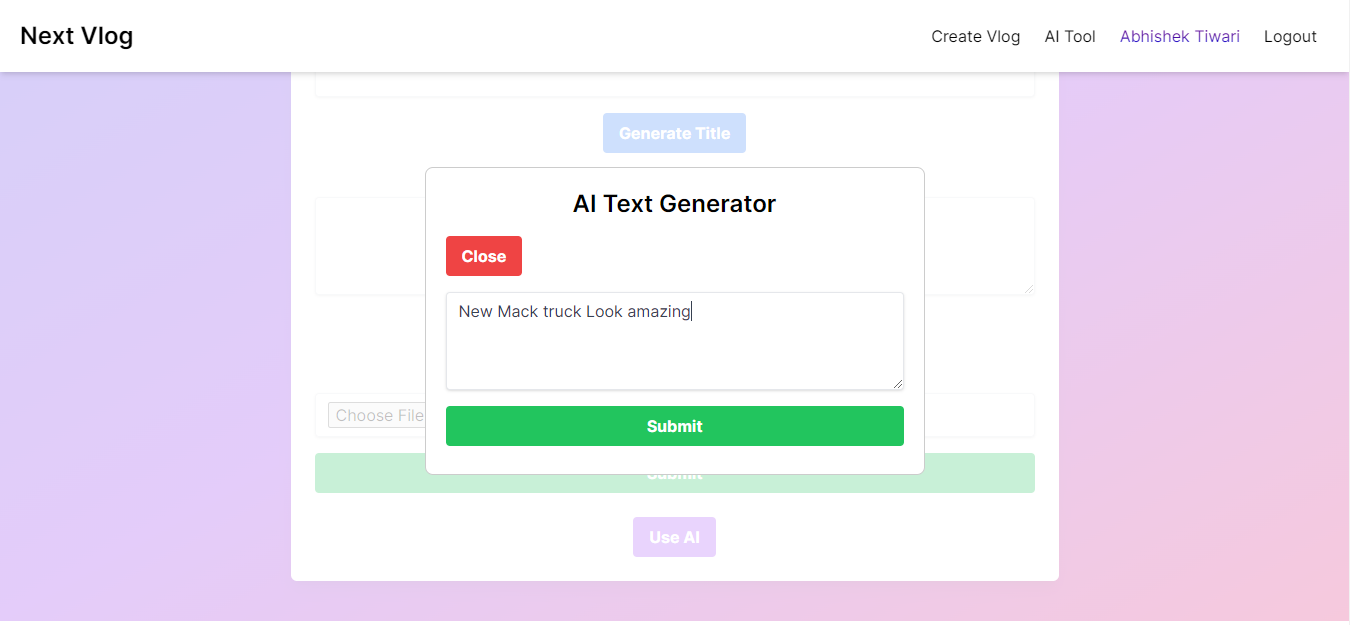 Next Vlog
Create Vlog
AI Tool
Abhishek Tiwari
Logout
Generate Title
AI Text Generator
Close
New Mack truck Look amazing
Submit
Choose File
Submit
Use AI